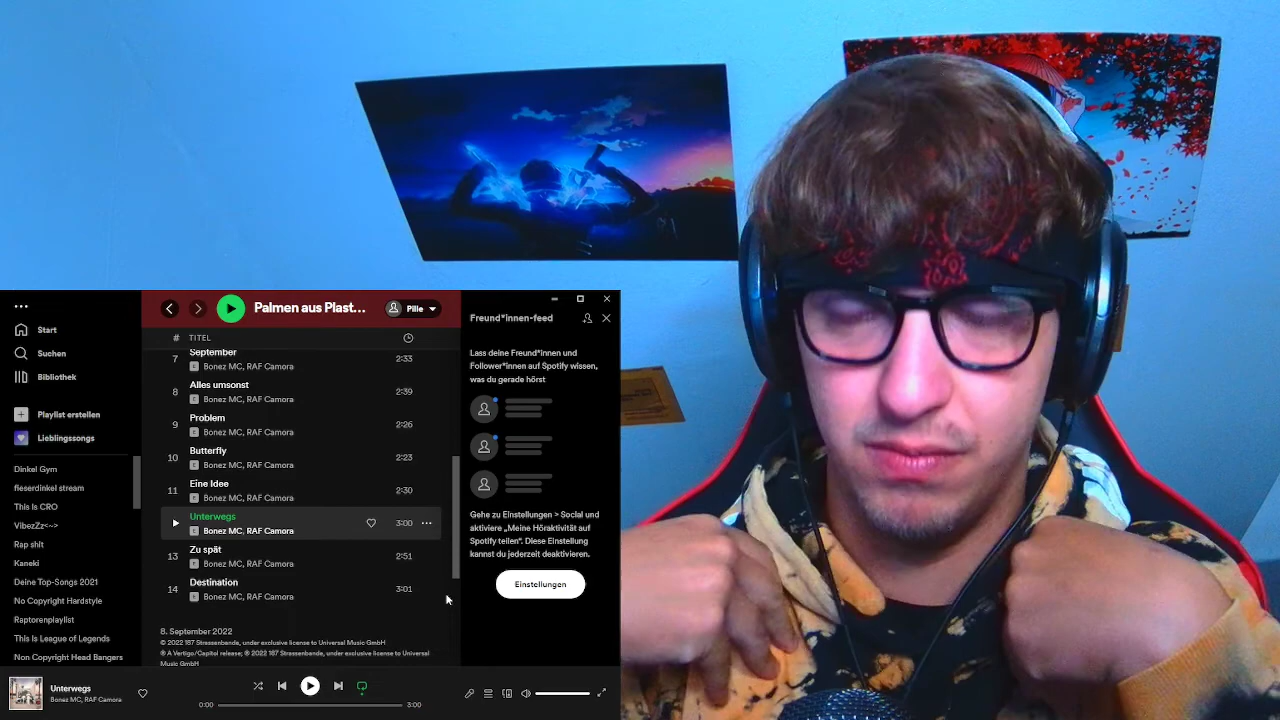 Start
Suchen
Bibliothek
Playlist erstellen
Lieblingssongs
Dinkel Gym
fieserdinkel stream
This Is CRO
VibezZz<~>
Rap shit
Kaneki
Deine Top-Songs 2021
No Copyright Hardstyle
Raptorenplaylist
This Is League of Legends
Non Copyright Head Bangers
Palmen aus Plast...
Pille
# TITEL
7 September 2:33
E Bonez MC, RAF Camora
8 Alles umsonst 2:39
E Bonez MC, RAF Camora
9 Problem 2:26
E Bonez MC, RAF Camora
10 Butterfly 2:23
E Bonez MC, RAF Camora
11 Eine Idee 2:30
E Bonez MC, RAF Camora
Unterwegs 3:00
E Bonez MC, RAF Camora
13 Zu spät 2:51
E Bonez MC, RAF Camora
14 Destination 3:01
E Bonez MC, RAF Camora
8. September 2022
© 2022 187 Strassenbande, under exclusive license to Universal Music GmbH
℗ A Vertigo/Capitol release; ℗ 2022 187 Strassenbande, under exclusive license to Universal
Music GmbH
Freund*innen-feed
Lass deine Freund*innen und
Follower*innen auf Spotify wissen,
was du gerade hörst
Gehe zu Einstellungen > Social und
aktiviere „Meine Höraktivität auf
Spotify teilen“. Diese Einstellung
kannst du jederzeit deaktivieren.
Einstellungen
Unterwegs
Bonez MC, RAF Camora
0:00
3:00